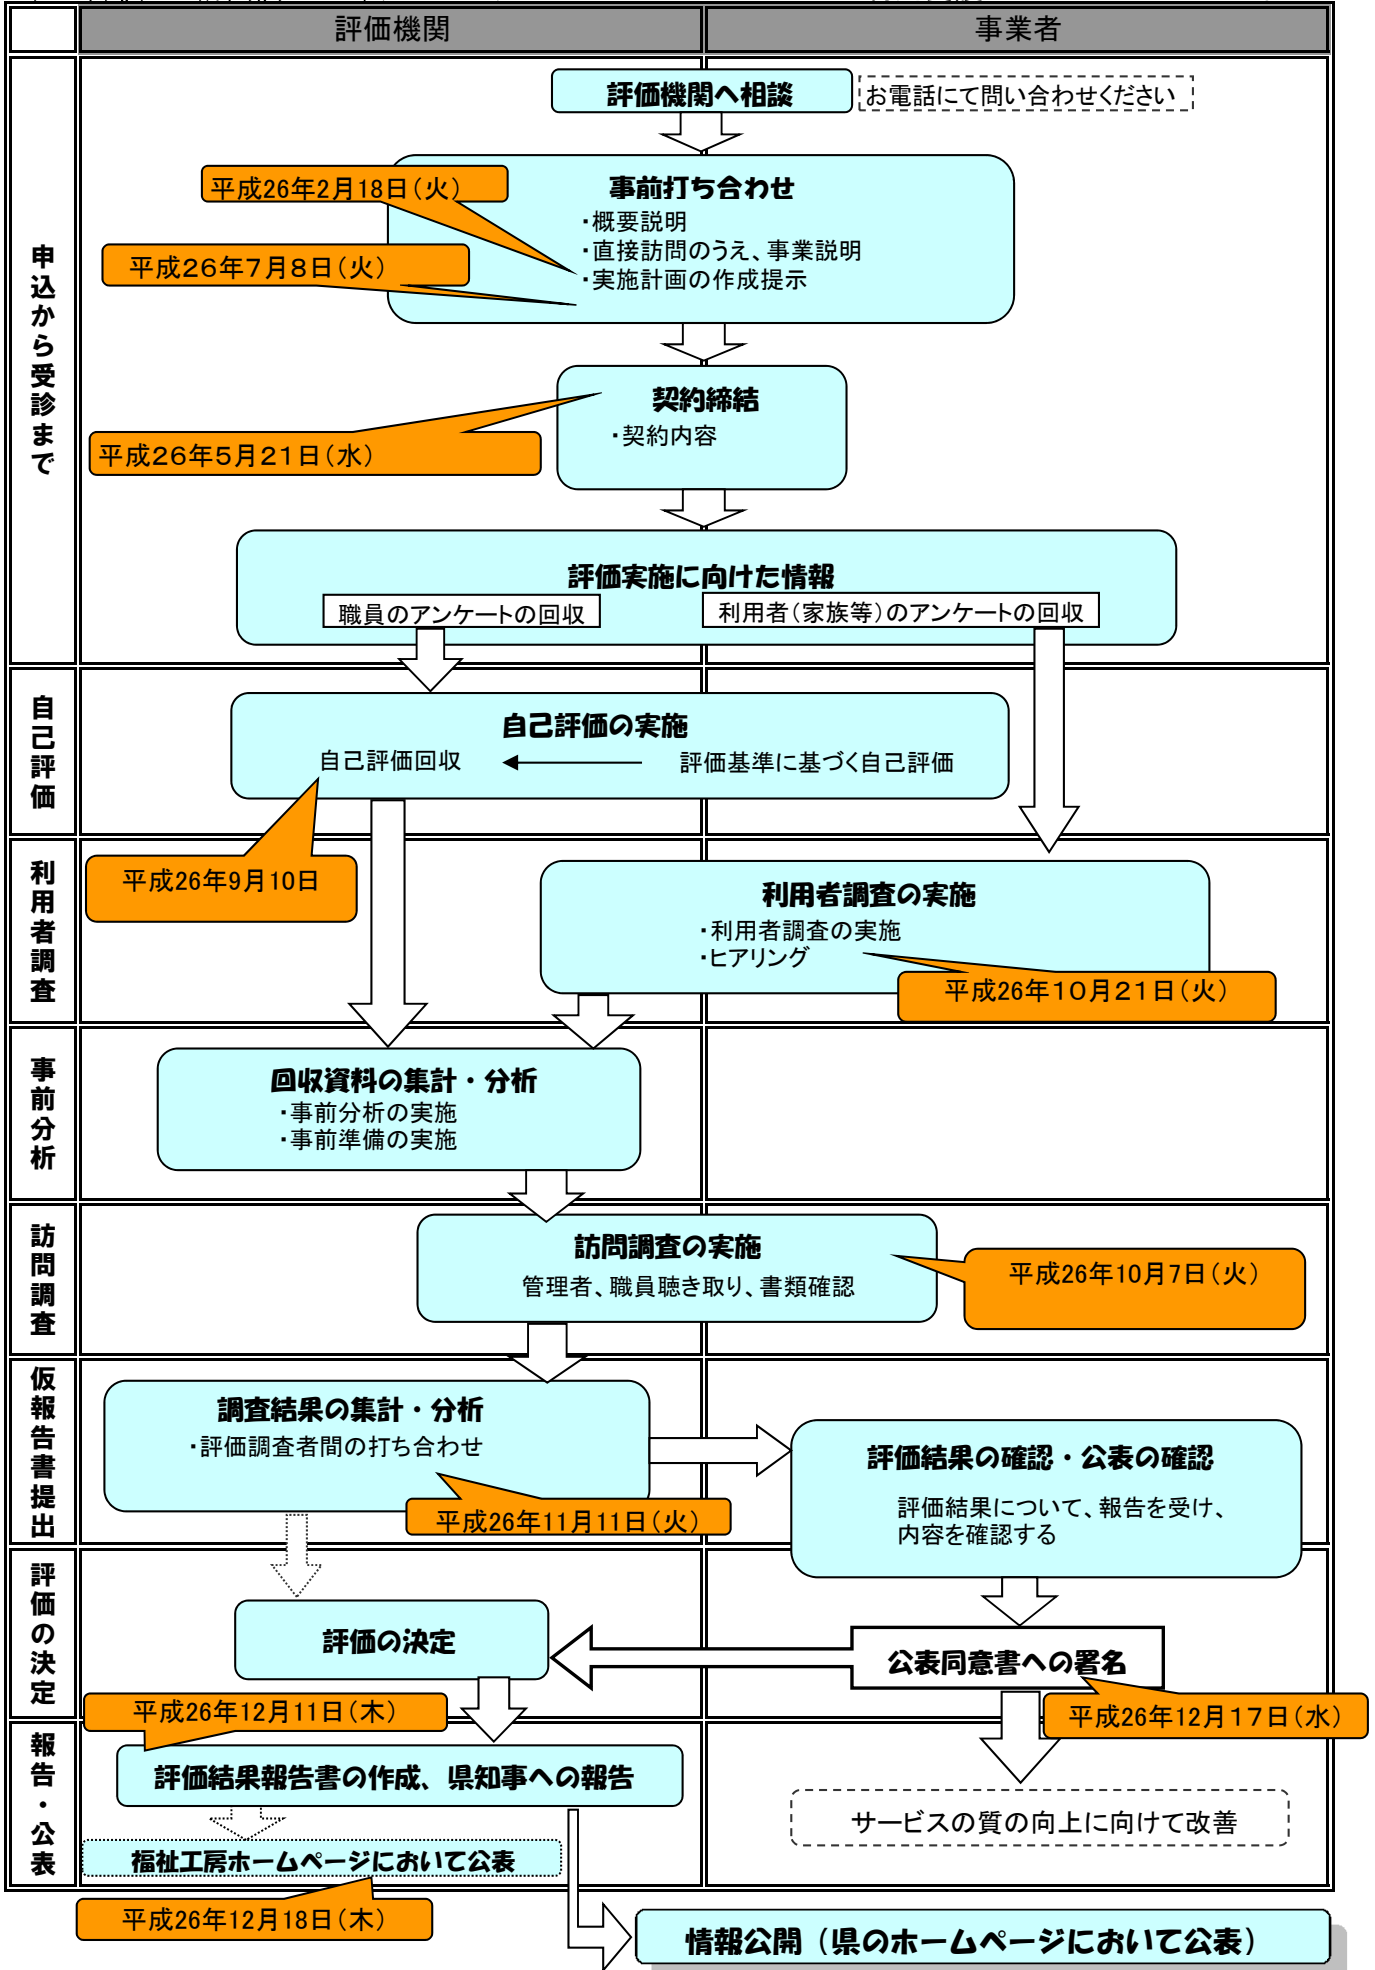 評価機関
事業者
申込から受診まで
評価機関へ相談
お電話にて問い合わせください
事前打ち合わせ
・概要説明
・直接訪問のうえ、事業説明
・実施計画の作成提示
平成26年2月18日（火）
平成２６年７月８日（火）
契約締結
・契約内容
平成２６年５月２１日（水）
評価実施に向けた情報
職員のアンケートの回収
利用者（家族等）のアンケートの回収
自己評価
自己評価の実施
自己評価回収
評価基準に基づく自己評価
平成26年9月10日
利用者調査
利用者調査の実施
・利用者調査の実施
・ヒアリング
平成26年１０月２１日（火）
事前分析
回収資料の集計・分析
・事前分析の実施
・事前準備の実施
訪問調査
訪問調査の実施
管理者、職員聴き取り、書類確認
平成26年10月7日（火）
仮報告書提出
調査結果の集計・分析
・評価調査者間の打ち合わせ
平成26年11月11日（火）
評価結果の確認・公表の確認
評価結果について、報告を受け、
内容を確認する
評価の決定
評価の決定
公表同意書への署名
平成26年12月11日（木）
平成26年12月１７日（水）
報告・公表
評価結果報告書の作成、県知事への報告
サービスの質の向上に向けて改善
福祉工房ホームページにおいて公表
平成26年12月18日（木）
情報公開（県のホームページにおいて公表）